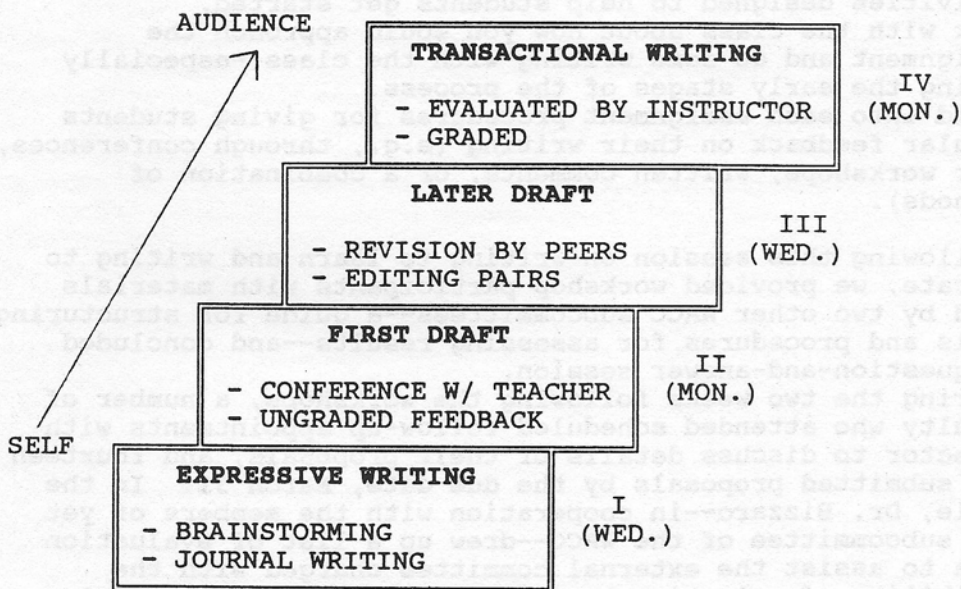 AUDIENCE
TRANSACTIONAL WRITING
- EVALUATED BY INSTRUCTOR
- GRADED
IV
(MON.)
LATER DRAFT
- REVISION BY PEERS
- EDITING PAIRS
III
(WED.)
FIRST DRAFT
- CONFERENCE W/ TEACHER
- UNGRADED FEEDBACK
II
(MON.)
SELF
EXPRESSIVE WRITING
- BRAINSTORMING
- JOURNAL WRITING
I
(WED.)